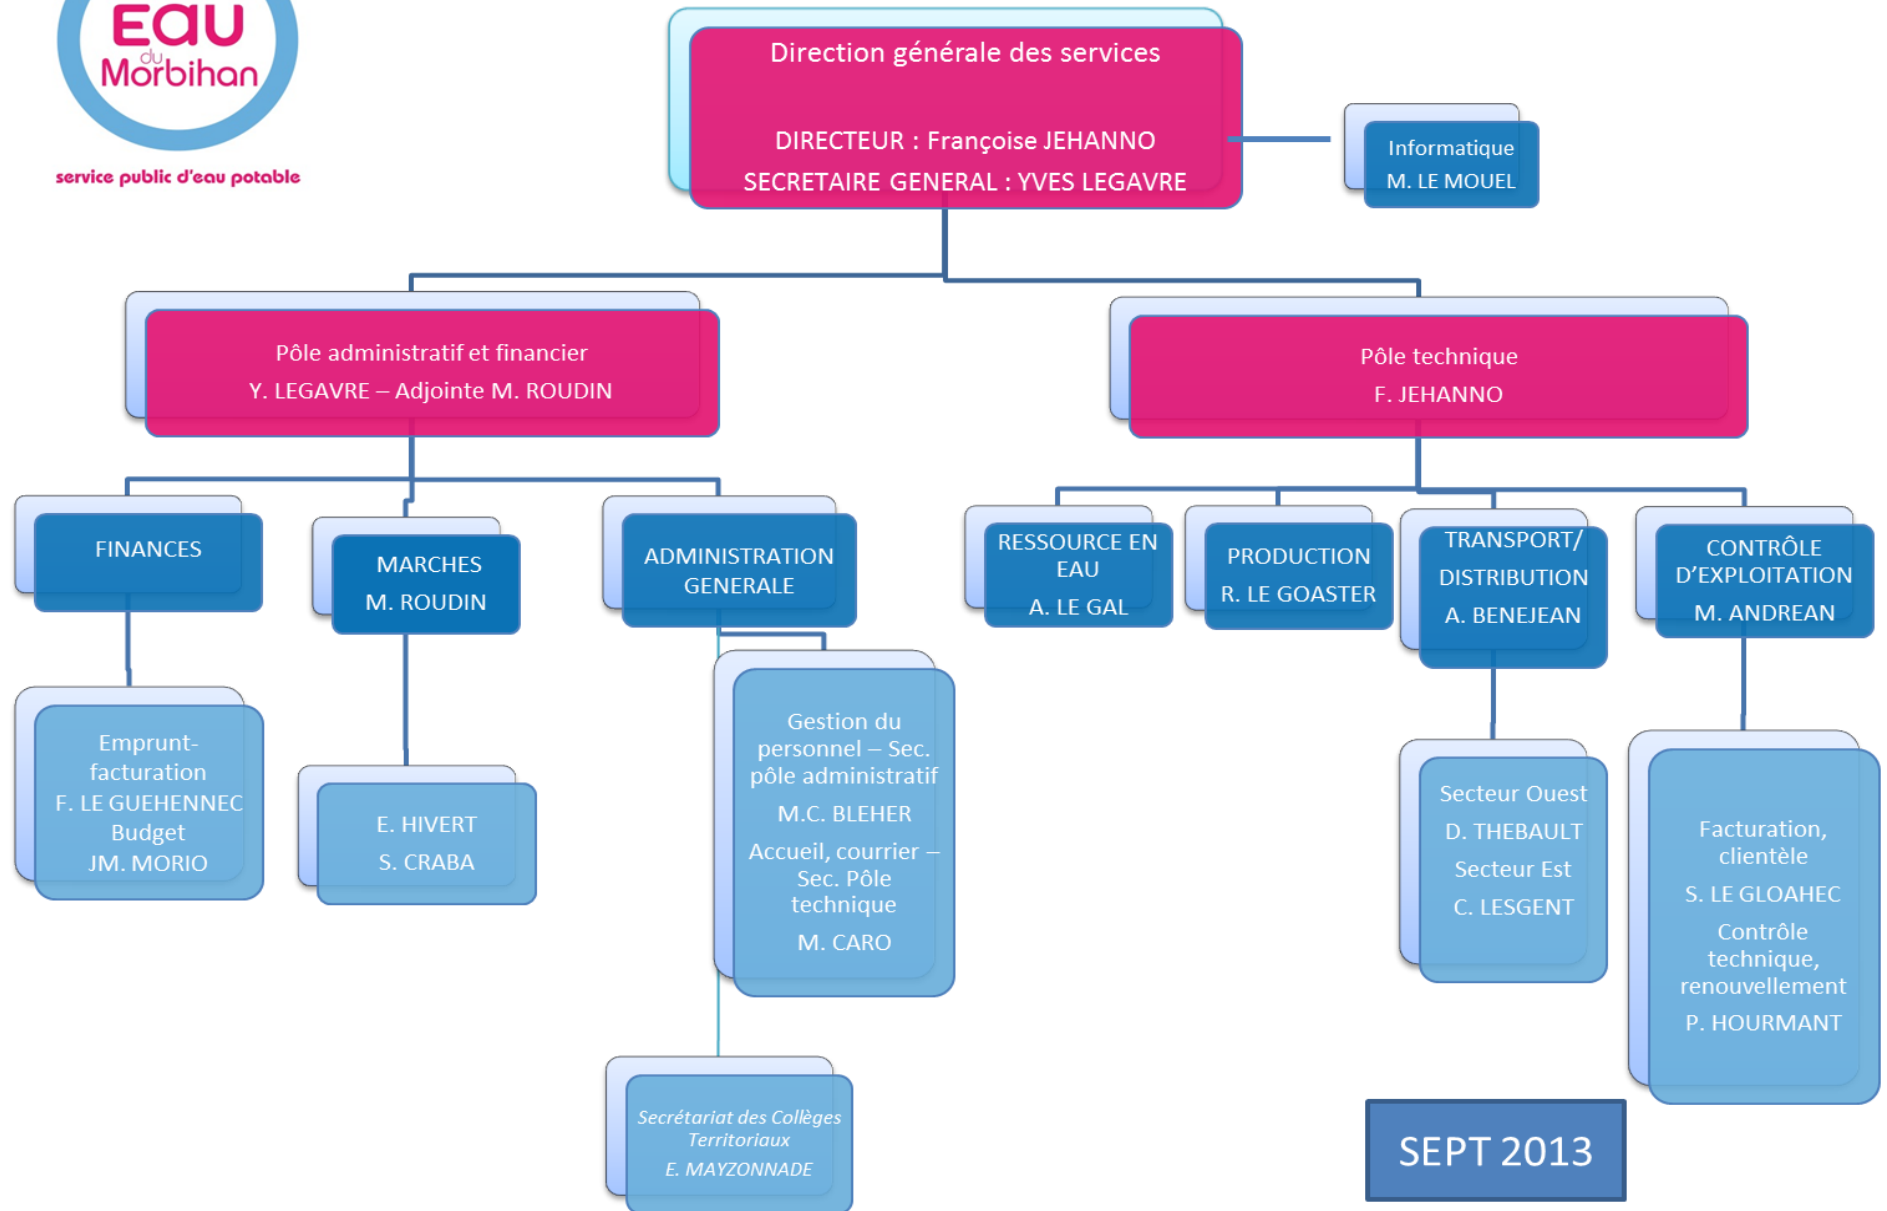 Eau
du
Morbihan
service public d'eau potable
Direction générale des services
DIRECTEUR : Françoise JEHANNO
SECRETAIRE GENERAL : YVES LEGAVRE
Informatique
M. LE MOUEL
Pôle administratif et financier
Y. LEGAVRE – Adjointe M. ROUDIN
Pôle technique
F. JEHANNO
FINANCES
MARCHES
M. ROUDIN
ADMINISTRATION
GENERALE
RESSOURCE EN
EAU
A. LE GAL
PRODUCTION
R. LE GOASTER
TRANSPORT/
DISTRIBUTION
A. BENEJEAN
CONTRÔLE
D'EXPLOITATION
M. ANDREAN
Emprunt-
facturation
F. LE GUEHENNEC
Budget
JM. MORIO
E. HIVERT
S. CRABA
Gestion du
personnel – Sec.
pôle administratif
M.C. BLEHER
Accueil, courrier –
Sec. Pôle
technique
M. CARO
Secteur Ouest
D. THEBAULT
Secteur Est
C. LESGENT
Facturation,
clientèle
S. LE GLOAHEC
Contrôle
technique,
renouvellement
P. HOURMANT
Secrétariat des Collèges
Territoriaux
E. MAYZONNADE
SEPT 2013